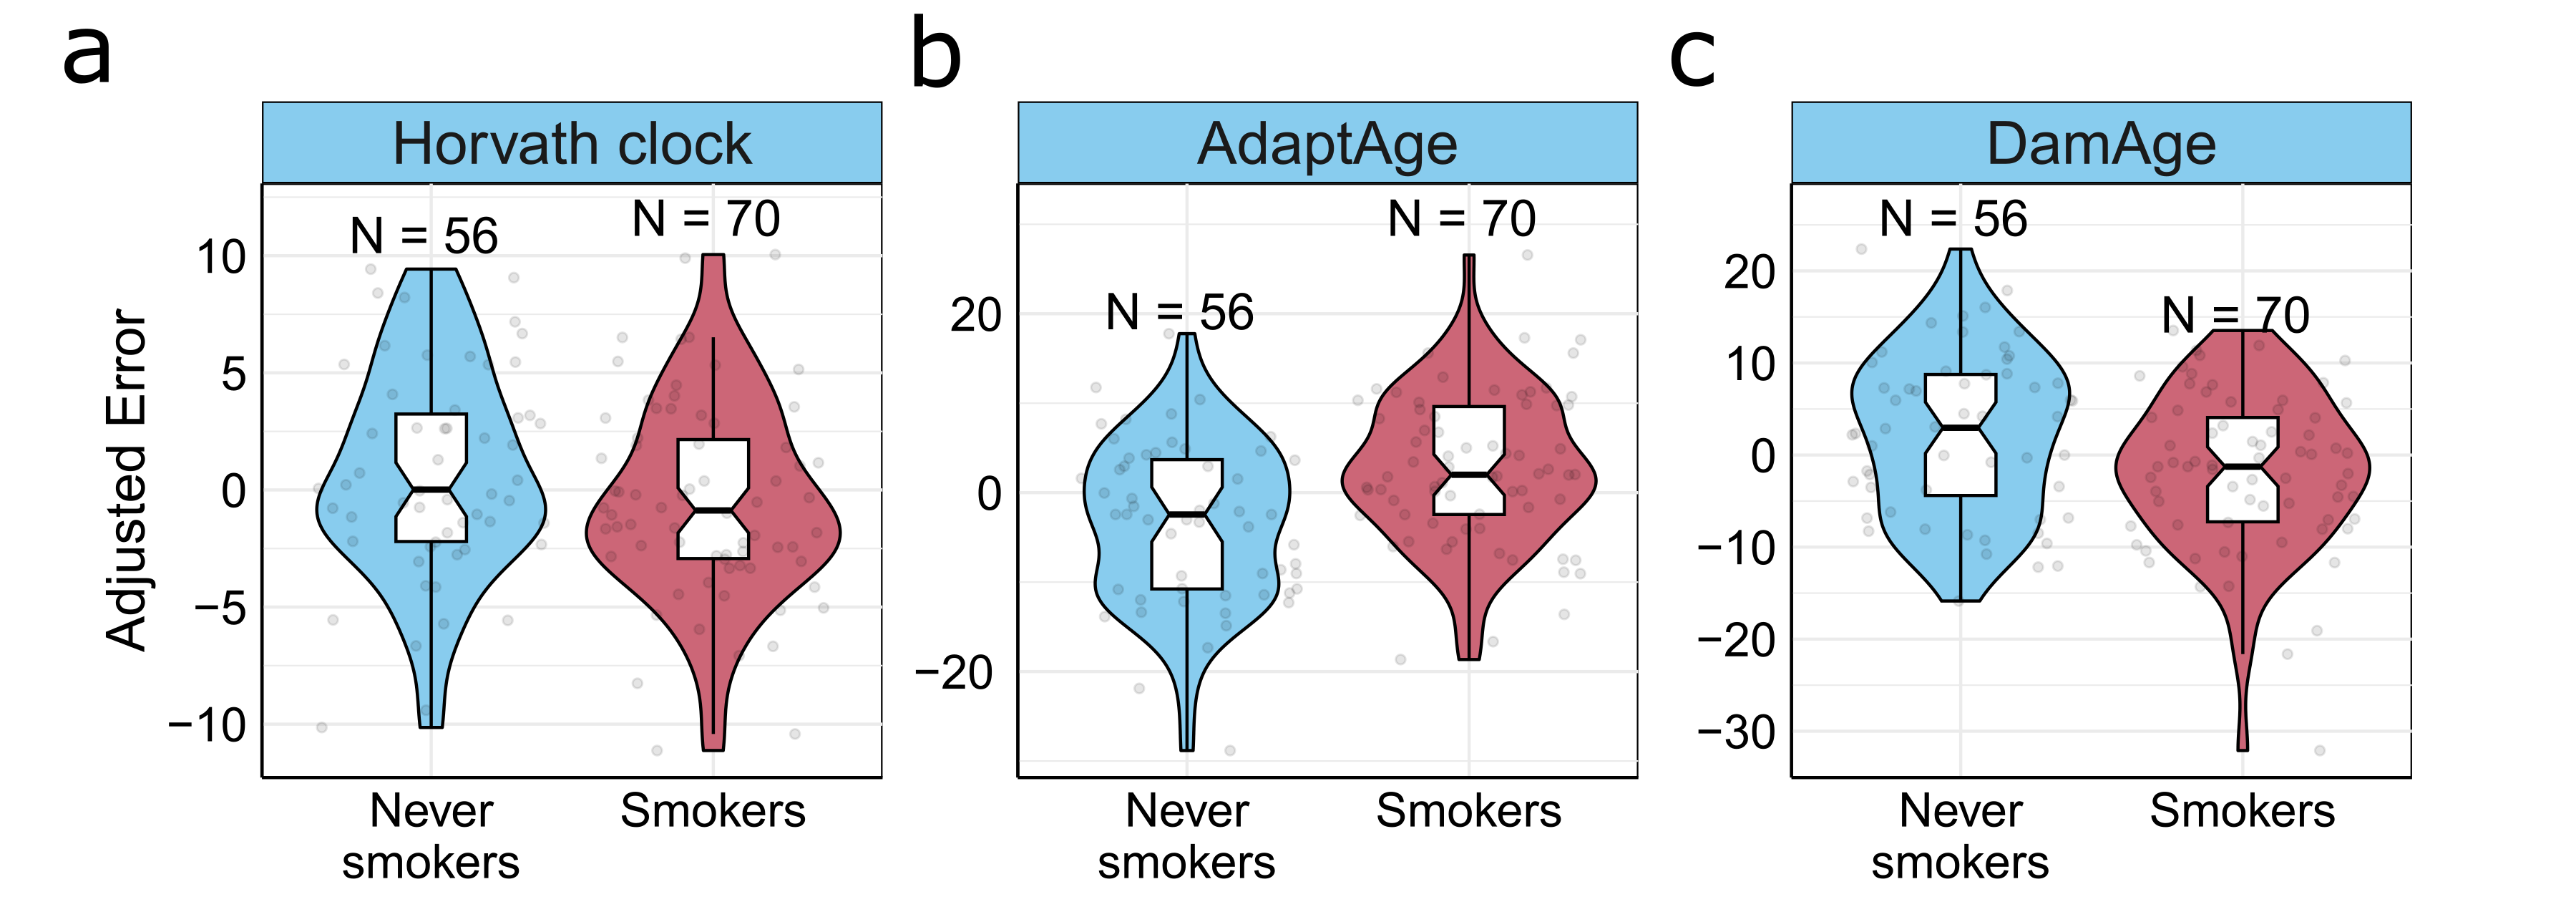 a
b
c
Horvath clock
AdaptAge
DamAge
Adjusted Error
N = 56
N = 70
10
5
0
−5
−10
Never
smokers
Smokers
N = 56
N = 70
20
0
−20
Never
smokers
Smokers
N = 56
N = 70
20
10
0
−10
−20
−30
Never
smokers
Smokers